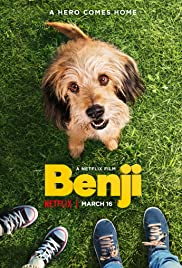 A HERO COMES HOME
A NETFLIX FILM
Benji
NETFLIX | MARCH 16